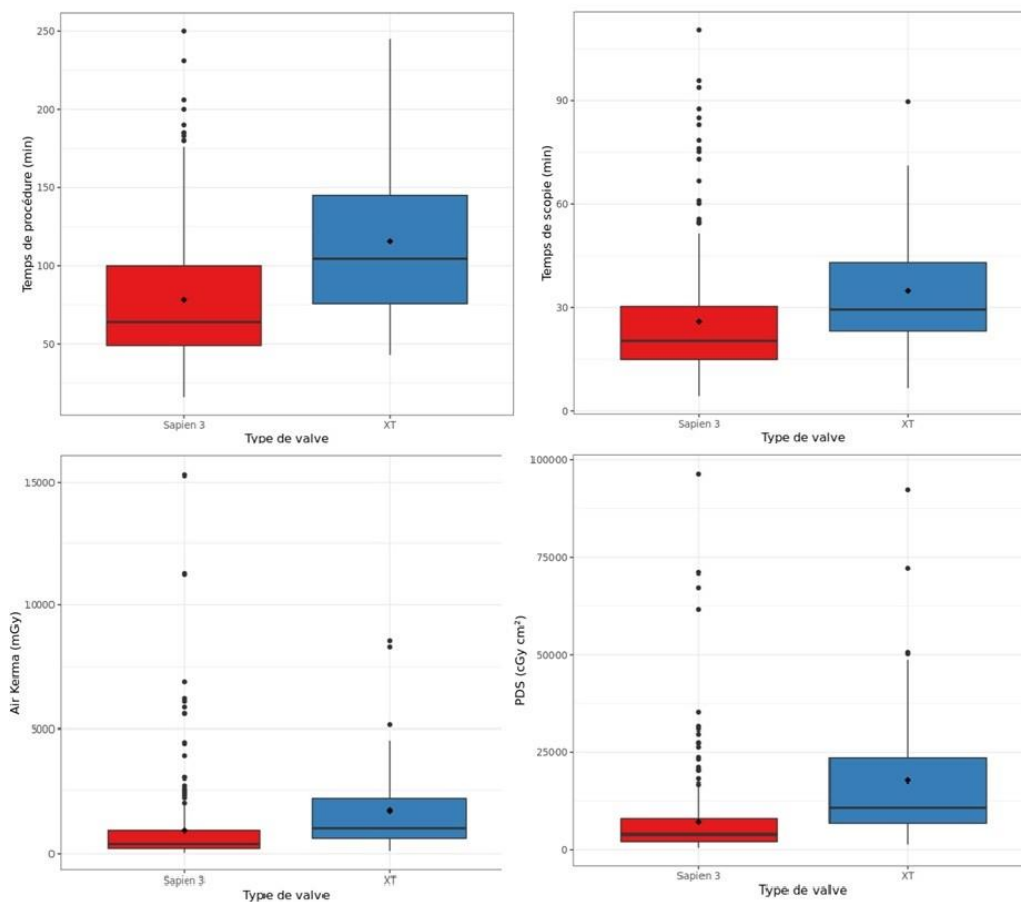 250
200
150
100
50
Temps de procédure (min)
Sapien 3 XT
Type de valve
90
60
30
0
Temps de scopie (min)
Sapien 3 XT
Type de valve
15000
10000
5000
0
Air Kerma (mGy)
Sapien 3 XT
Type de valve
100000
75000
50000
25000
0
PDS (cGy cm²)
Sapien 3 XT
Type de valve